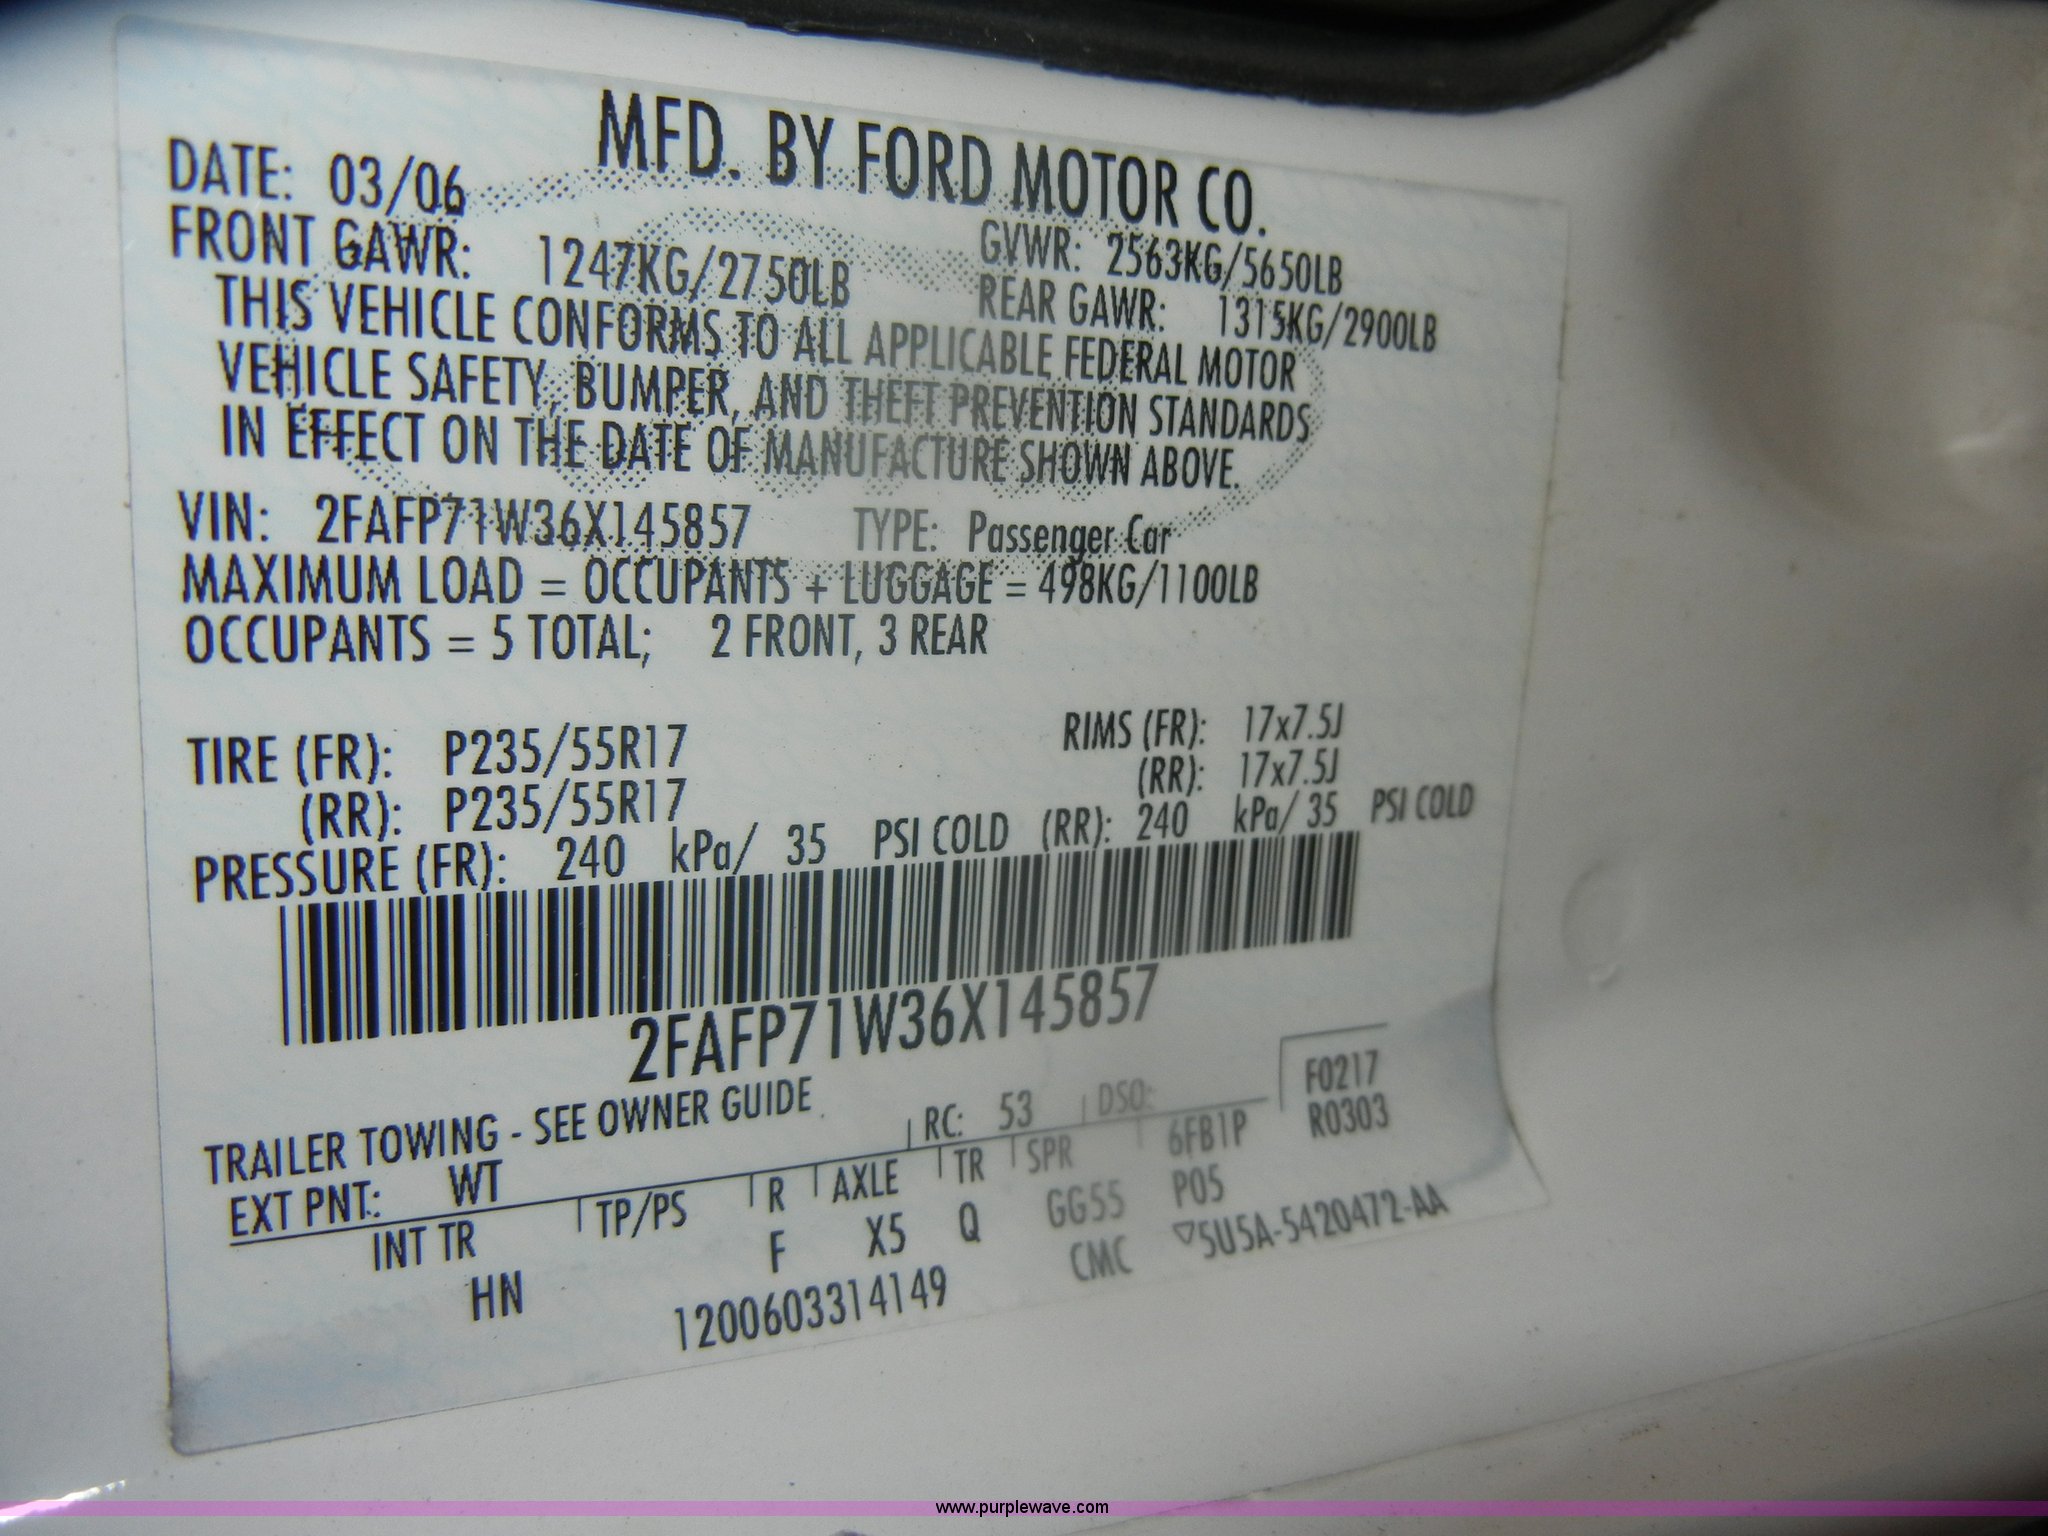 MFD. BY FORD MOTOR CO.
DATE: 03/06 GVWR: 2563KG/5650LB
FRONT GAWR: 1247KG/2750LB REAR GAWR: 1315KG/2900LB
THIS VEHICLE CONFORMS TO ALL APPLICABLE FEDERAL MOTOR
VEHICLE SAFETY, BUMPER, AND THEFT PREVENTION STANDARDS
IN EFFECT ON THE DATE OF MANUFACTURE SHOWN ABOVE.
VIN: 2FAFP71W36X145857 TYPE: Passenger Car
MAXIMUM LOAD = OCCUPANTS + LUGGAGE = 498KG/1100LB
OCCUPANTS = 5 TOTAL; 2 FRONT, 3 REAR
TIRE (FR): P235/55R17 RIMS (FR): 17x7.5J
(RR): P235/55R17 (RR): 17x7.5J
PRESSURE (FR): 240 kPa/ 35 PSI COLD (RR): 240 kPa/ 35 PSI COLD
2FAFP71W36X145857
TRAILER TOWING - SEE OWNER GUIDE F0217
EXT PNT: WT RC: 53 DSO: R0303
INT TR TP/PS R AXLE TR SPR 6FB1P
HN F X5 Q GG55 P05
1200603314149 CMC ▽5U5A-5420472-AA
www.purplewave.com